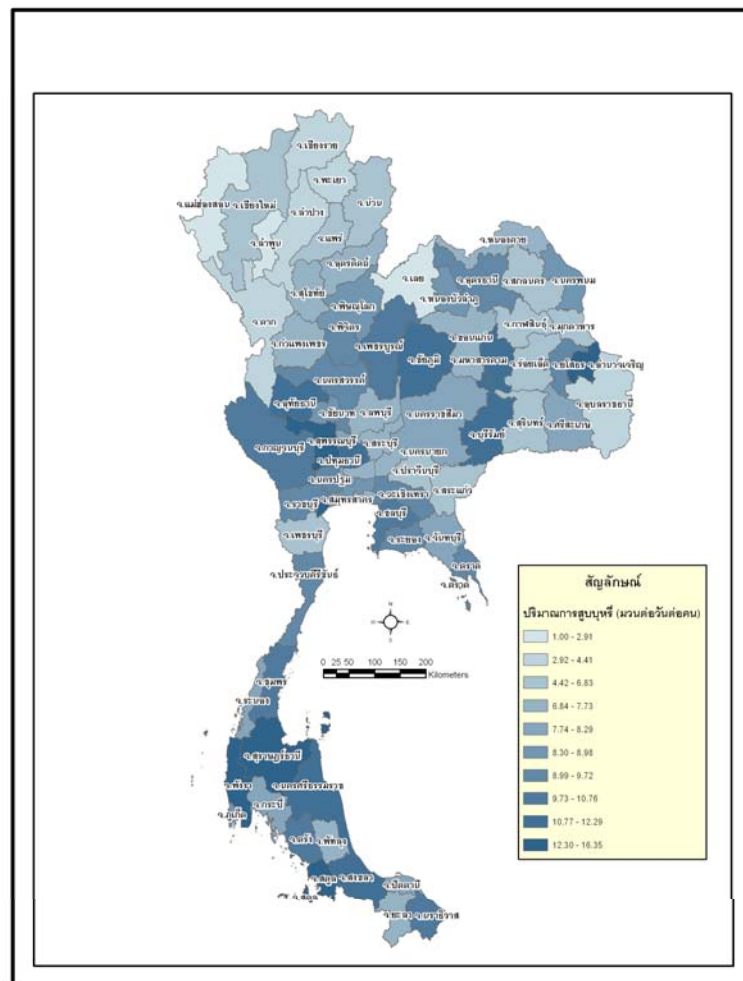 จ.เชียงราย
จ.พะเยา
จ.แม่ฮ่องสอน
จ.เชียงใหม่
จ.น่าน
จ.ลำปาง
จ.แพร่
จ.ลำพูน
จ.อุตรดิตถ์
จ.หนองคาย
จ.เลย
จ.อุดรธานี
จ.สกลนคร
จ.นครพนม
จ.สุโขทัย
จ.หนองบัวลำภู
จ.ตาก
จ.พิษณุโลก
จ.กำแพงเพชร
จ.พิจิตร
จ.เพชรบูรณ์
จ.ขอนแก่น
จ.กาฬสินธุ์
จ.มุกดาหาร
จ.ชัยภูมิ
จ.มหาสารคาม
จ.ร้อยเอ็ด
จ.ยโสธร
จ.อำนาจเจริญ
จ.นครสวรรค์
จ.อุทัยธานี
จ.ชัยนาท
จ.ลพบุรี
จ.นครราชสีมา
จ.บุรีรัมย์
จ.สุรินทร์
จ.ศรีสะเกษ
จ.อุบลราชธานี
จ.กาญจนบุรี
จ.สุพรรณบุรี
จ.สระบุรี
จ.นครนายก
จ.ปทุมธานี
จ.ปราจีนบุรี
จ.นครปฐม
จ.สระแก้ว
จ.ราชบุรี
จ.สมุทรสาคร
จ.ฉะเชิงเทรา
จ.ชลบุรี
จ.เพชรบุรี
จ.ระยอง
จ.จันทบุรี
จ.ตราด
จ.ตราด
จ.ประจวบคีรีขันธ์
จ.ชุมพร
จ.ระนอง
จ.สุราษฎร์ธานี
จ.พังงา
จ.นครศรีธรรมราช
จ.กระบี่
จ.ภูเก็ต
จ.ตรัง
จ.พัทลุง
จ.สตูล
จ.สงขลา
จ.สตูล
จ.ปัตตานี
จ.ยะลา
จ.นราธิวาส
N
W
E
S
0 25 50 100 150 200
Kilometers
สัญลักษณ์
ปริมาณการสูบบุหรี่ (มวนต่อวันต่อคน)
1.00 - 2.91
2.92 - 4.41
4.42 - 6.83
6.84 - 7.73
7.74 - 8.29
8.30 - 8.98
8.99 - 9.72
9.73 - 10.76
10.77 - 12.29
12.30 - 16.35